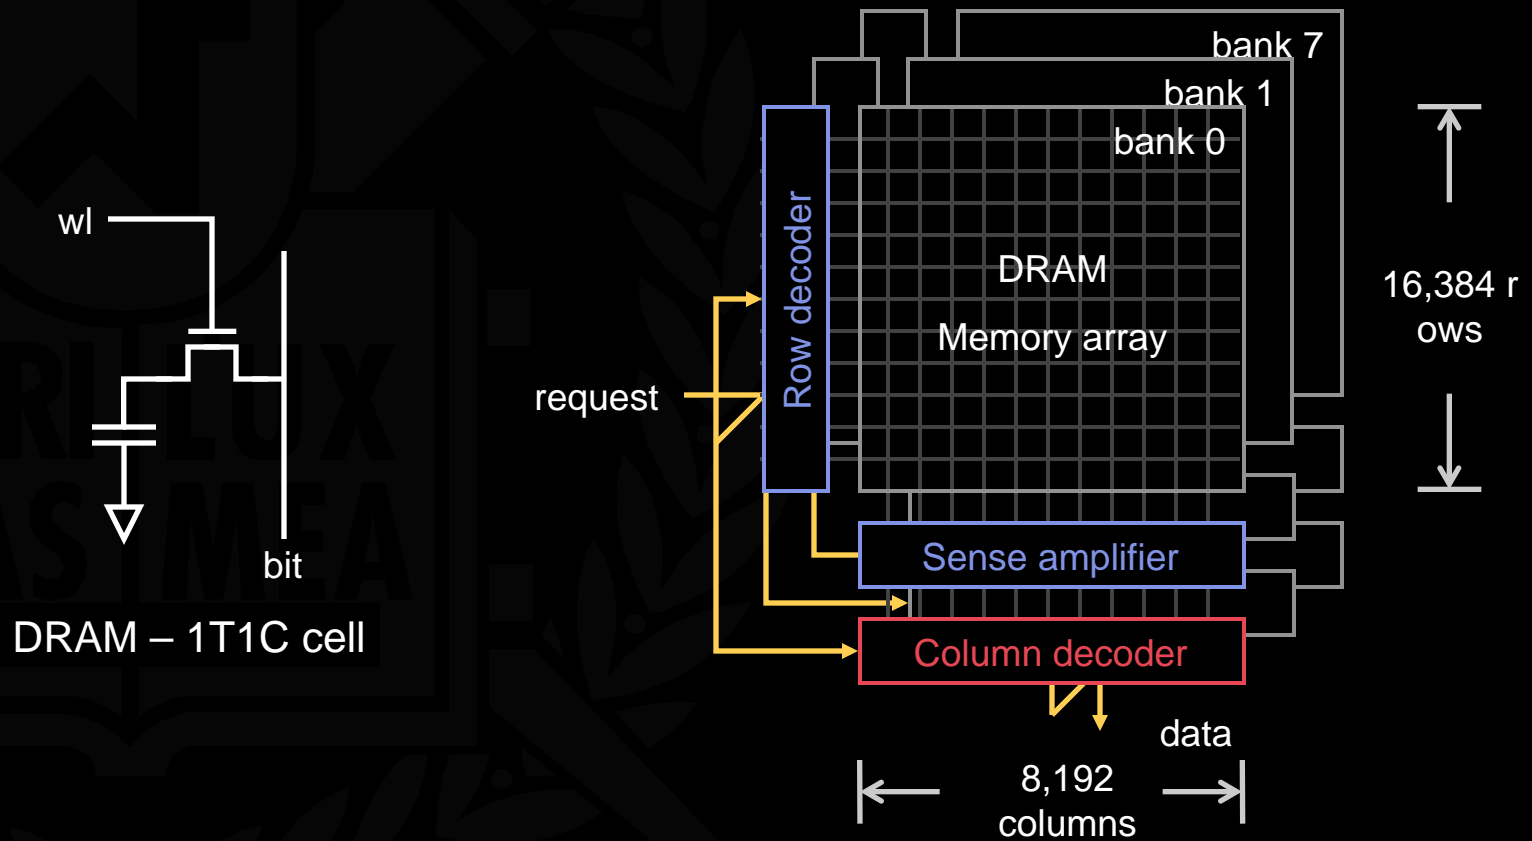 wl
bit
DRAM – 1T1C cell
bank 7
bank 1
bank 0
Row decoder
DRAM
Memory array
request
Sense amplifier
Column decoder
data
16,384 r
ows
8,192
columns